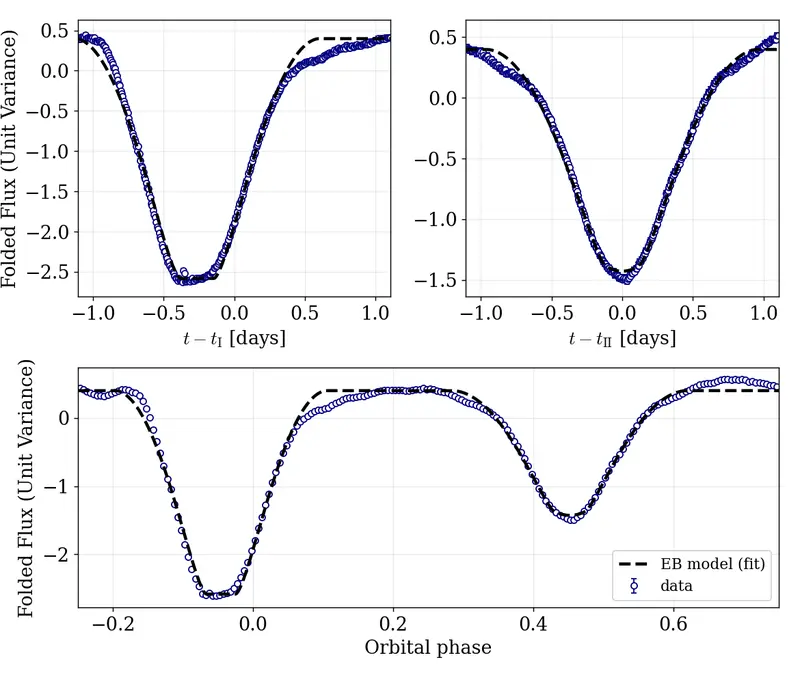 Folded Flux (Unit Variance)
0.5
0.0
−0.5
−1.0
−1.5
−2.0
−2.5
−1.0 −0.5 0.0 0.5 1.0
t − t_I [days]
0.5
0.0
−0.5
−1.0
−1.5
−1.0 −0.5 0.0 0.5 1.0
t − t_II [days]
Folded Flux (Unit Variance)
0
−1
−2
−0.2 0.0 0.2 0.4 0.6
Orbital phase
EB model (fit)
data